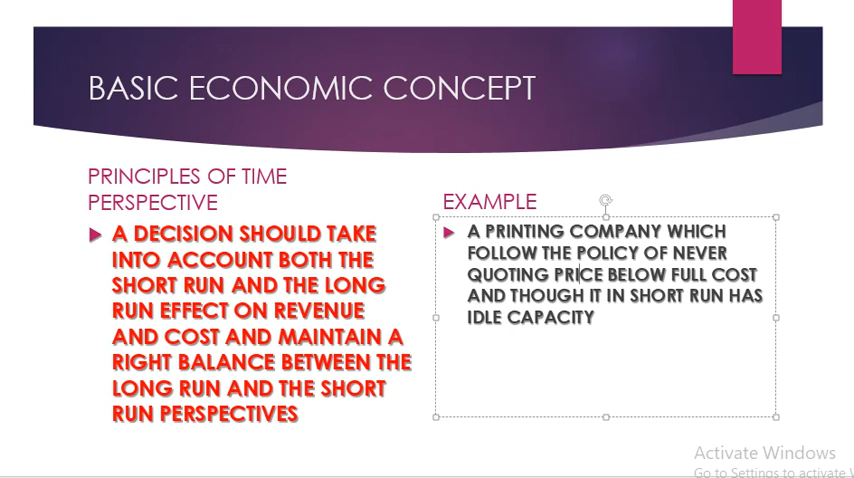 BASIC ECONOMIC CONCEPT
PRINCIPLES OF TIME
PERSPECTIVE
A DECISION SHOULD TAKE
INTO ACCOUNT BOTH THE
SHORT RUN AND THE LONG
RUN EFFECT ON REVENUE
AND COST AND MAINTAIN A
RIGHT BALANCE BETWEEN THE
LONG RUN AND THE SHORT
RUN PERSPECTIVES
EXAMPLE
A PRINTING COMPANY WHICH
FOLLOW THE POLICY OF NEVER
QUOTING PRICE BELOW FULL COST
AND THOUGH IT IN SHORT RUN HAS
IDLE CAPACITY
Activate Windows
Go to Settings to activate W